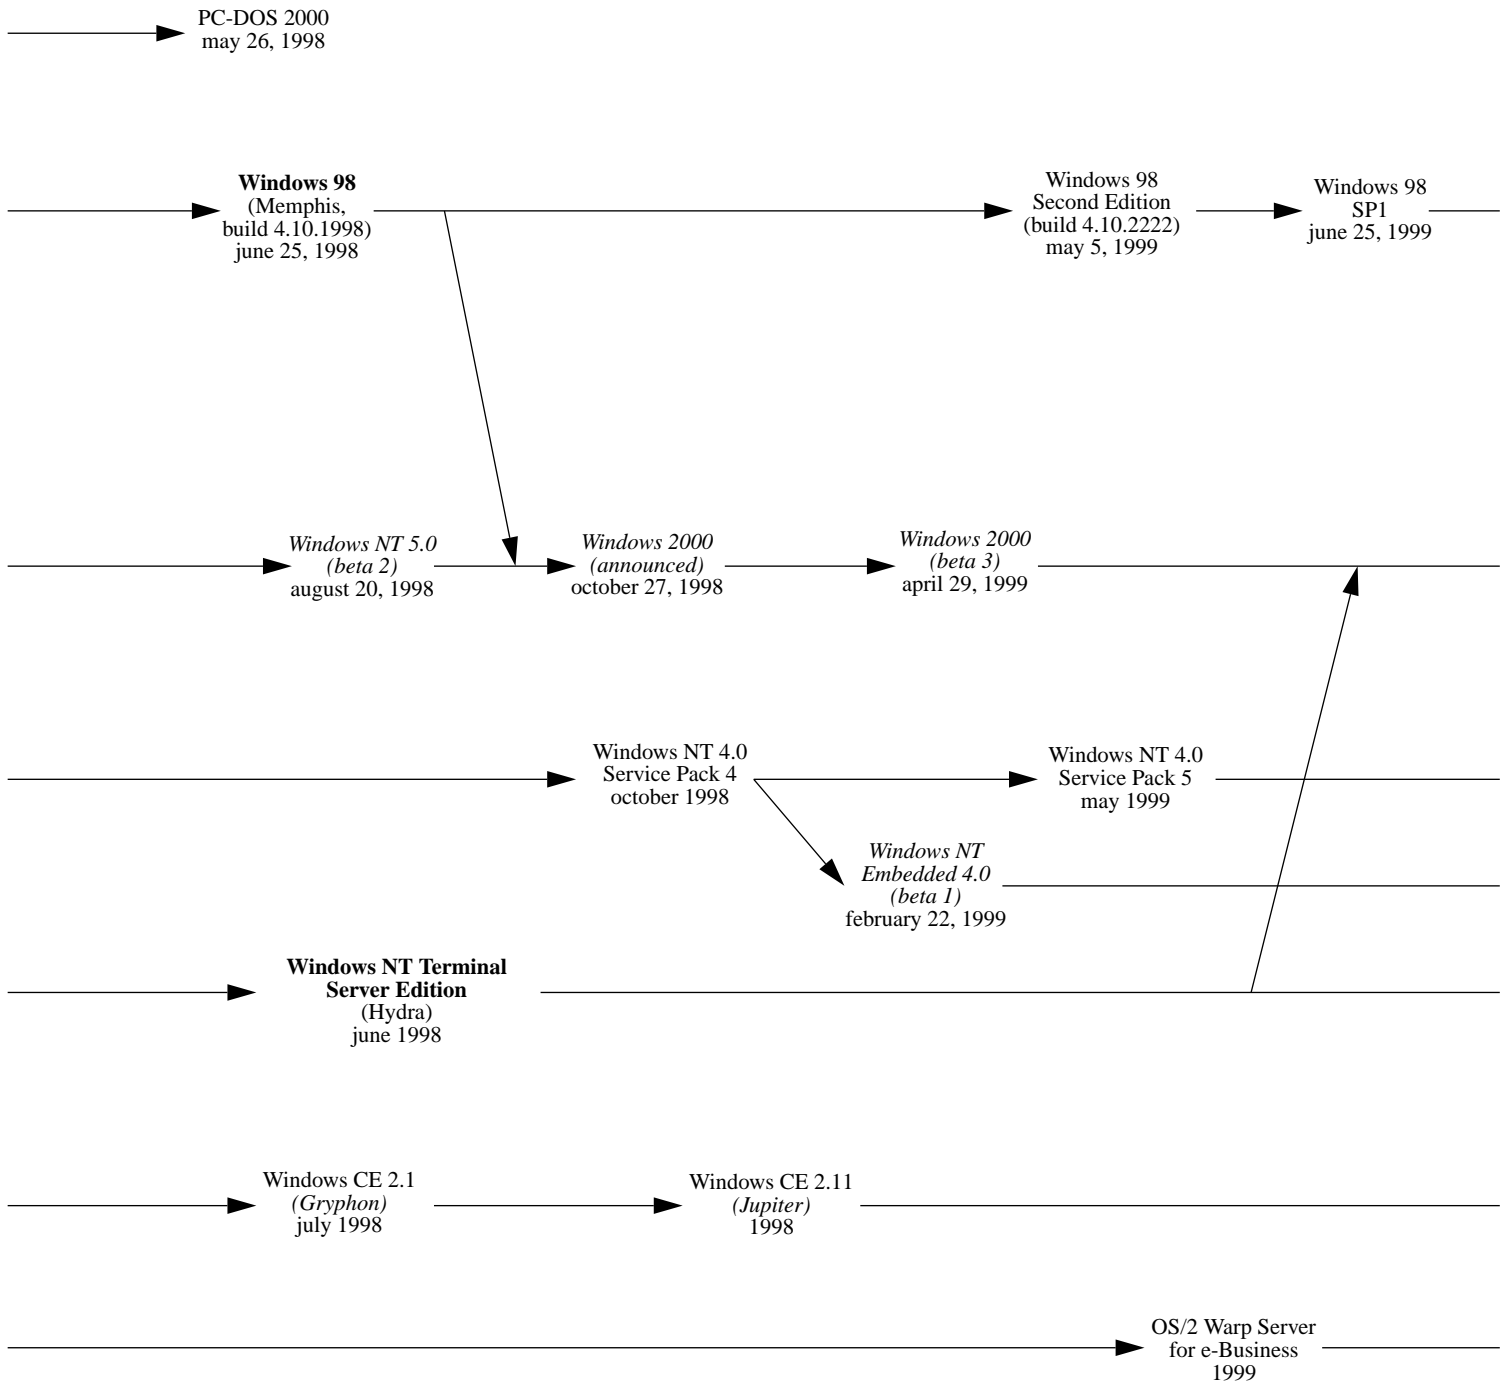 PC-DOS 2000
may 26, 1998
Windows 98
(Memphis,
build 4.10.1998)
june 25, 1998
Windows 98
Second Edition
(build 4.10.2222)
may 5, 1999
Windows 98
SP1
june 25, 1999
Windows NT 5.0
(beta 2)
august 20, 1998
Windows 2000
(announced)
october 27, 1998
Windows 2000
(beta 3)
april 29, 1999
Windows NT 4.0
Service Pack 4
october 1998
Windows NT 4.0
Service Pack 5
may 1999
Windows NT
Embedded 4.0
(beta 1)
february 22, 1999
Windows NT Terminal
Server Edition
(Hydra)
june 1998
Windows CE 2.1
(Gryphon)
july 1998
Windows CE 2.11
(Jupiter)
1998
OS/2 Warp Server
for e-Business
1999